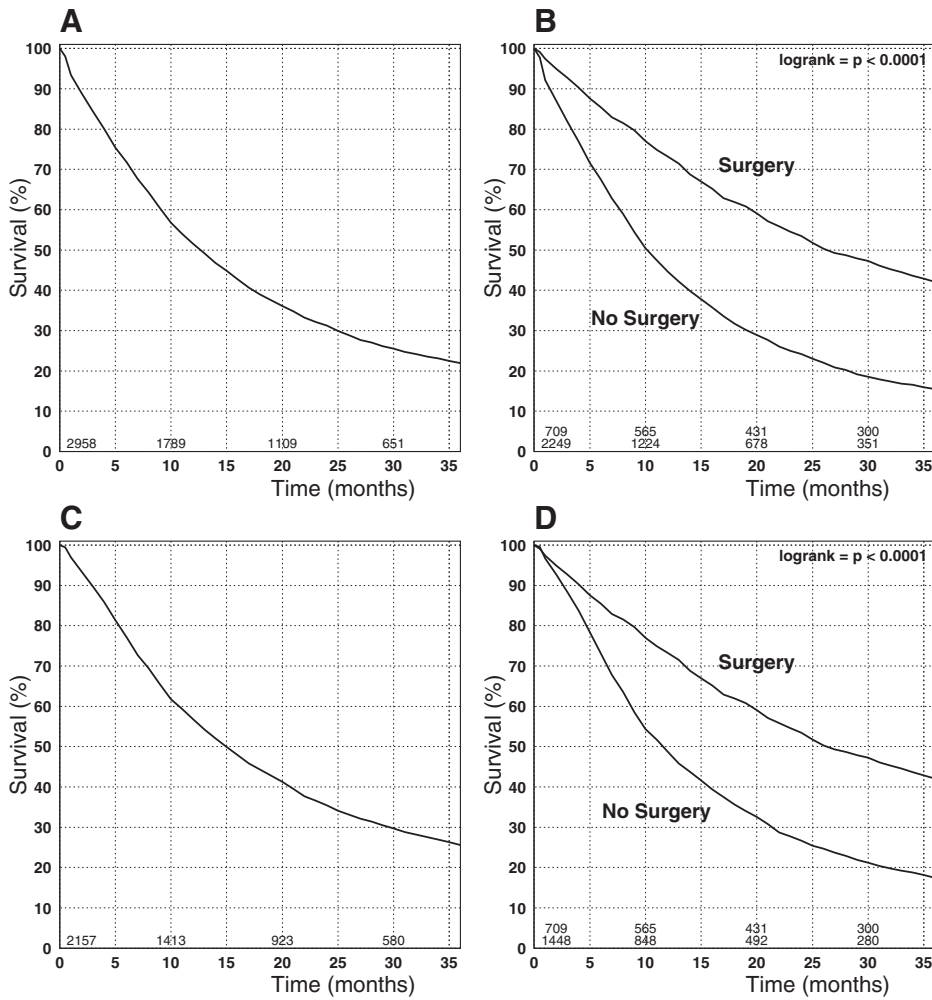 A
Survival (%)
100
90
80
70
60
50
40
30
20
10
0
2958 1789 1109 651
0 5 10 15 20 25 30 35
Time (months)
B
Survival (%)
100
90
80
70
60
50
40
30
20
10
0
logrank = p < 0.0001
Surgery
No Surgery
709 565 431 300
2249 1224 678 351
0 5 10 15 20 25 30 35
Time (months)
C
Survival (%)
100
90
80
70
60
50
40
30
20
10
0
2157 1413 923 580
0 5 10 15 20 25 30 35
Time (months)
D
Survival (%)
100
90
80
70
60
50
40
30
20
10
0
logrank = p < 0.0001
Surgery
No Surgery
709 565 431 300
1448 848 492 280
0 5 10 15 20 25 30 35
Time (months)